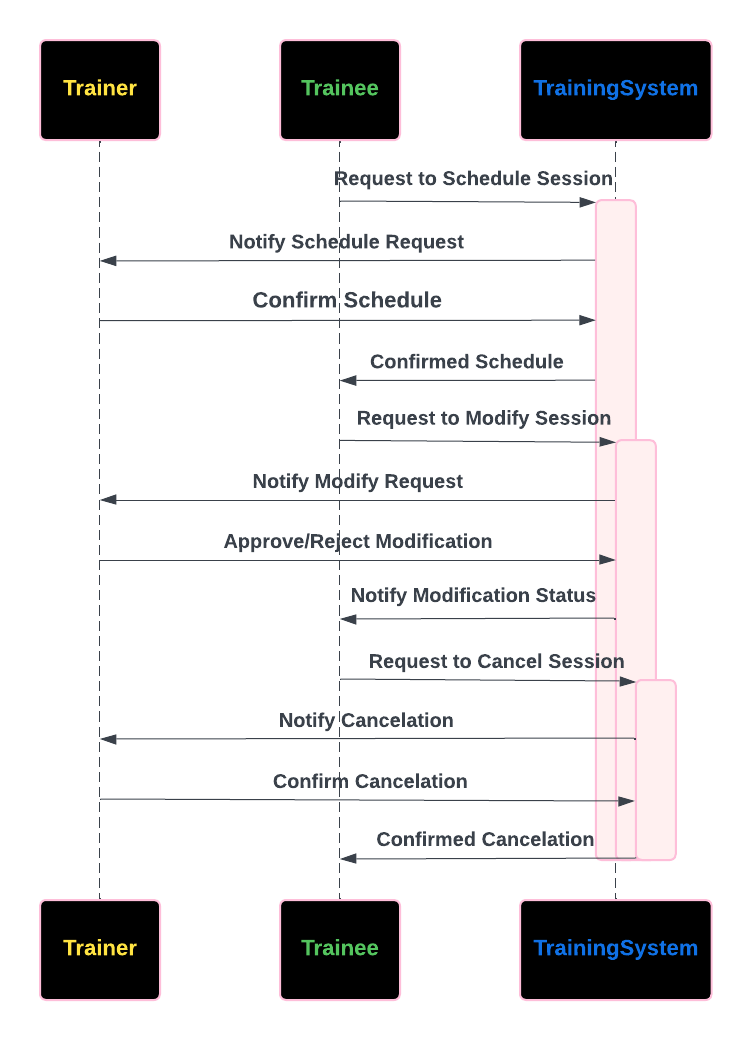 Trainer
Trainee
TrainingSystem
Request to Schedule Session
Notify Schedule Request
Confirm Schedule
Confirmed Schedule
Request to Modify Session
Notify Modify Request
Approve/Reject Modification
Notify Modification Status
Request to Cancel Session
Notify Cancelation
Confirm Cancelation
Confirmed Cancelation
Trainer
Trainee
TrainingSystem